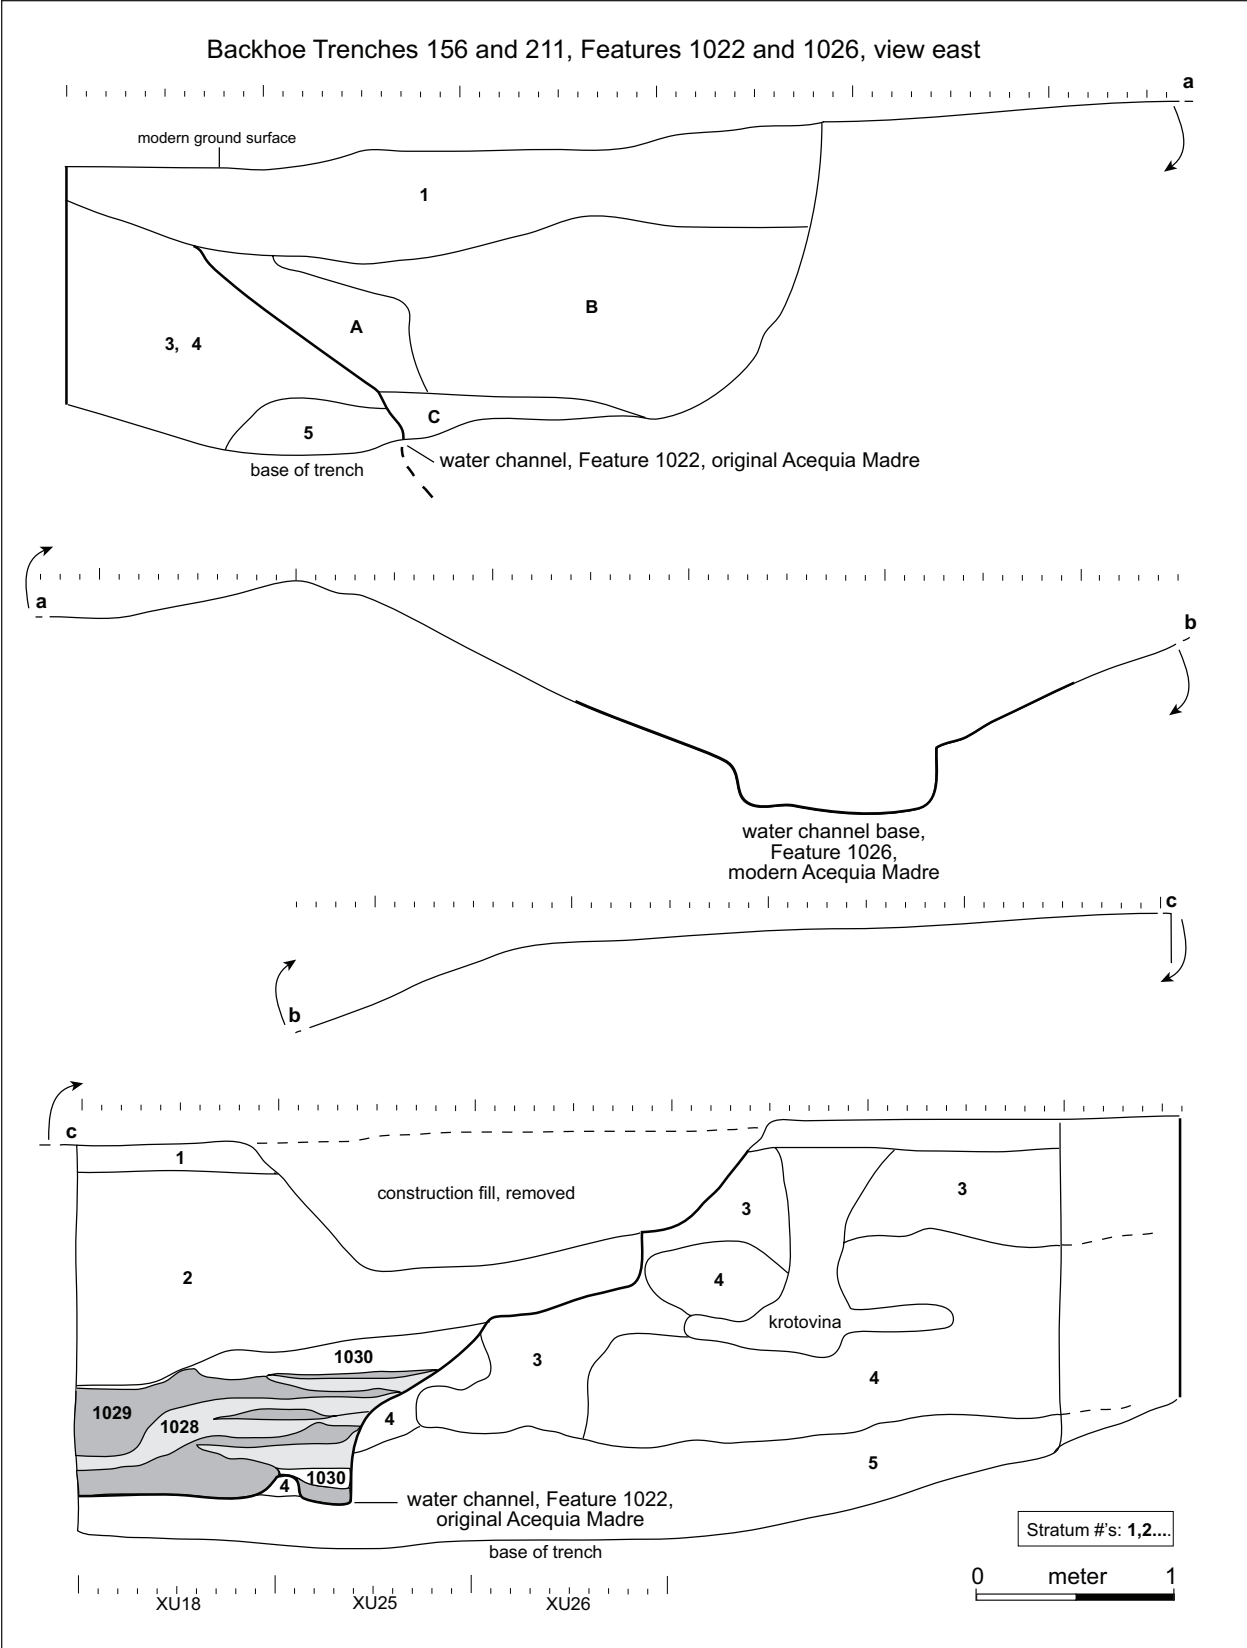 Backhoe Trenches 156 and 211, Features 1022 and 1026, view east
a
modern ground surface
1
B
A
3, 4
C
5
base of trench
water channel, Feature 1022, original Acequia Madre
a
b
water channel base,
Feature 1026,
modern Acequia Madre
c
b
c
1
construction fill, removed
3
3
2
4
krotovina
1030
3
4
1029
1028
4
5
1030
4
water channel, Feature 1022,
original Acequia Madre
base of trench
Stratum #'s: 1,2....
0 meter 1
XU18 XU25 XU26